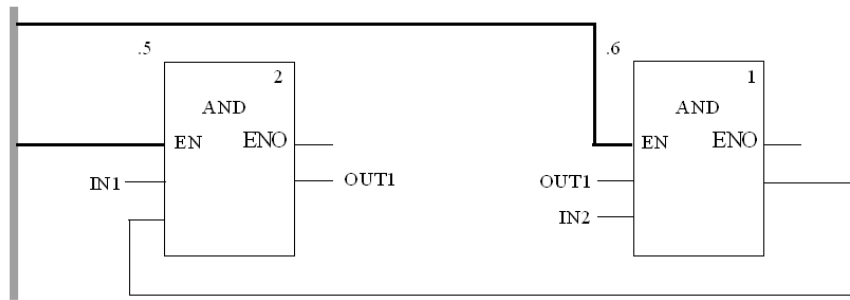 .5
2
AND
EN ENO
IN1
OUT1
.6
1
AND
EN ENO
OUT1
IN2